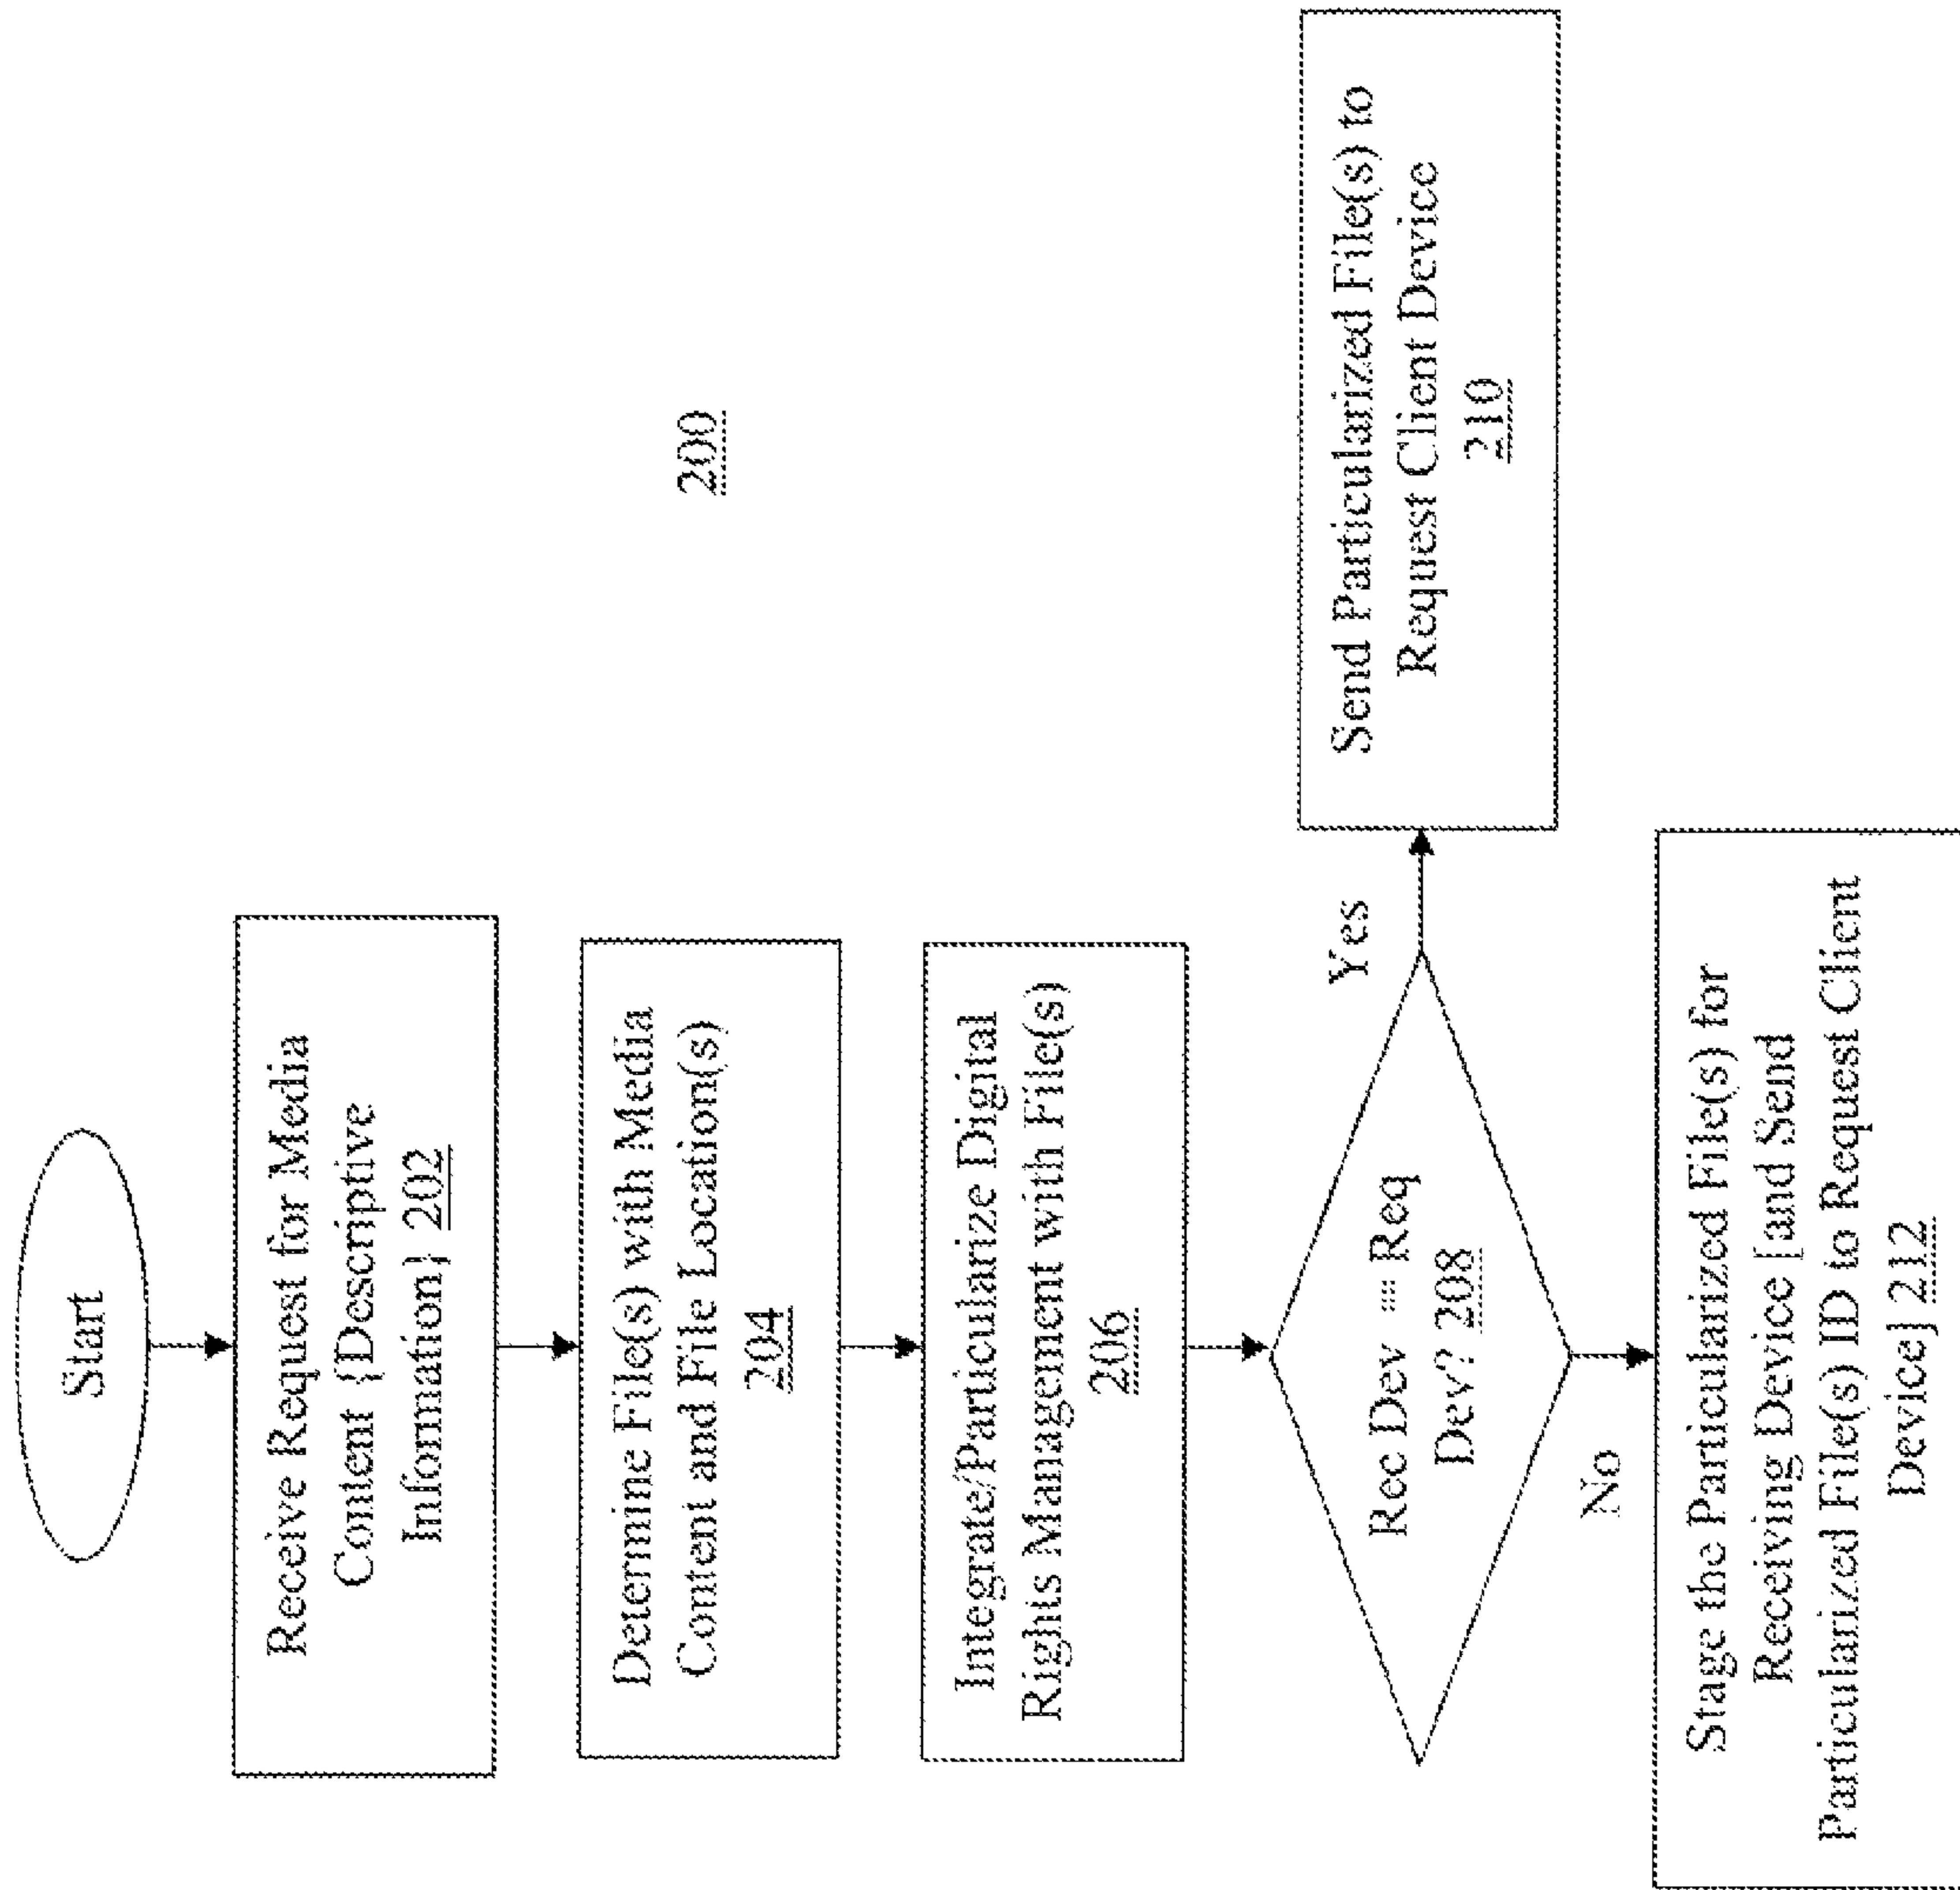 Start
Receive Request for Media
Content {Descriptive
Information} 202
Determine File(s) with Media
Content and File Location(s)
204
Integrate/Particularize Digital
Rights Management with File(s)
206
200
Rec Dev == Req
Dev? 208
Yes
Send Particularized File(s) to
Request Client Device
210
No
Stage the Particularized File(s) for
Receiving Device [and Send
Particularized File(s) ID to Request Client
Device] 212